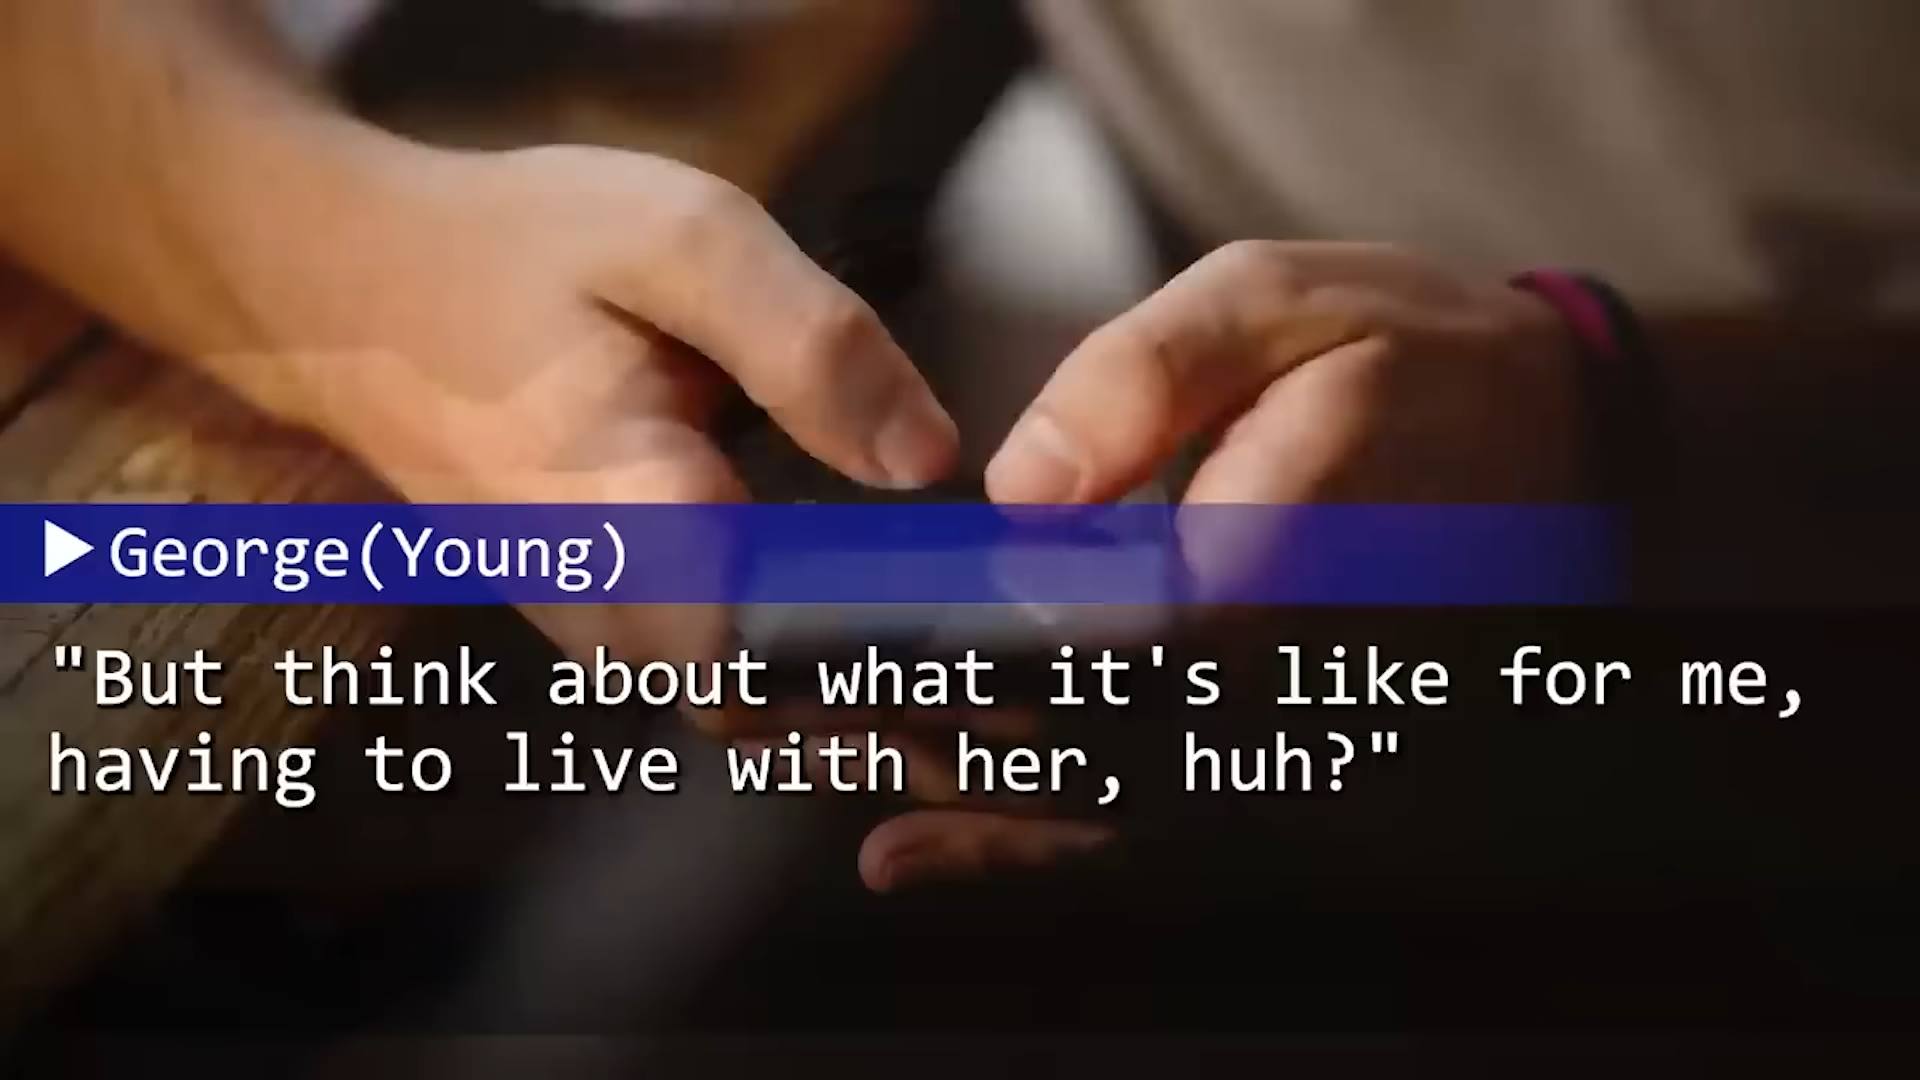 ▶George(Young)
"But think about what it's like for me,
having to live with her, huh?"